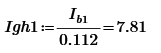 Igh1 := I_b1 / 0.112 = 7.81